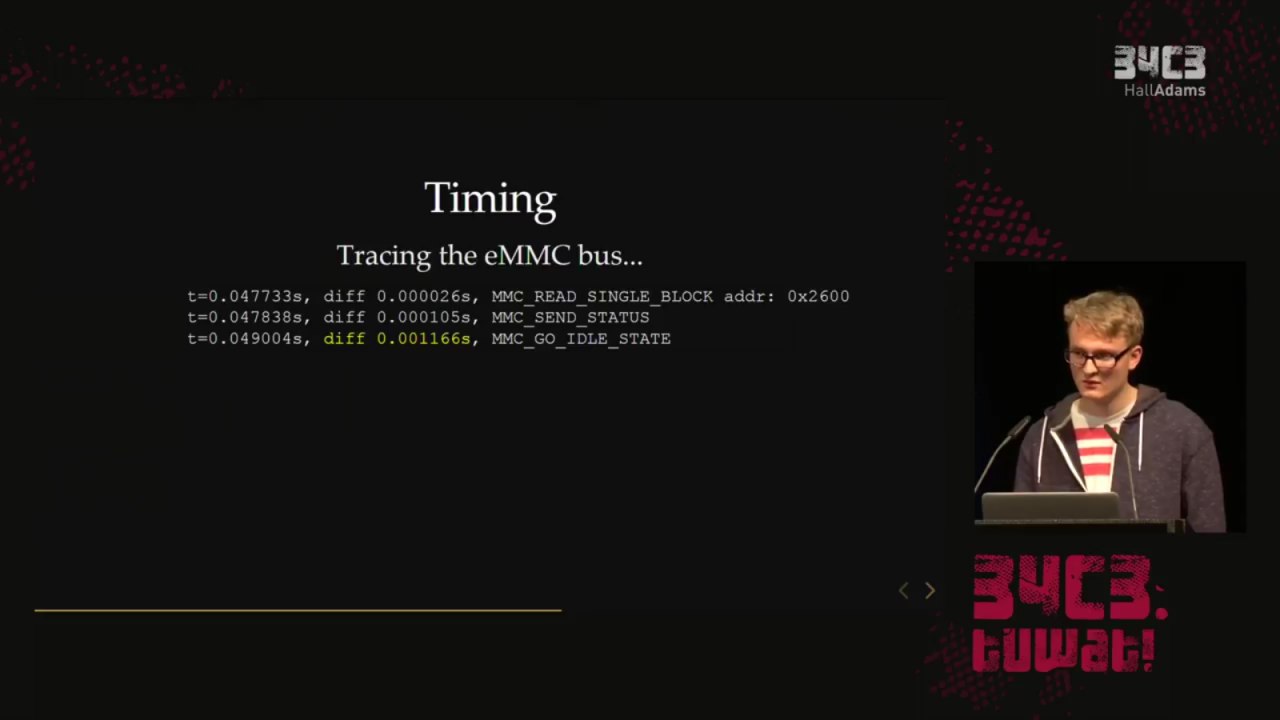 34C3
HallAdams
Timing
Tracing the eMMC bus...
t=0.047733s, diff 0.000026s, MMC_READ_SINGLE_BLOCK addr: 0x2600
t=0.047838s, diff 0.000105s, MMC_SEND_STATUS
t=0.049004s, diff 0.001166s, MMC_GO_IDLE_STATE
34C3.
tuwat!